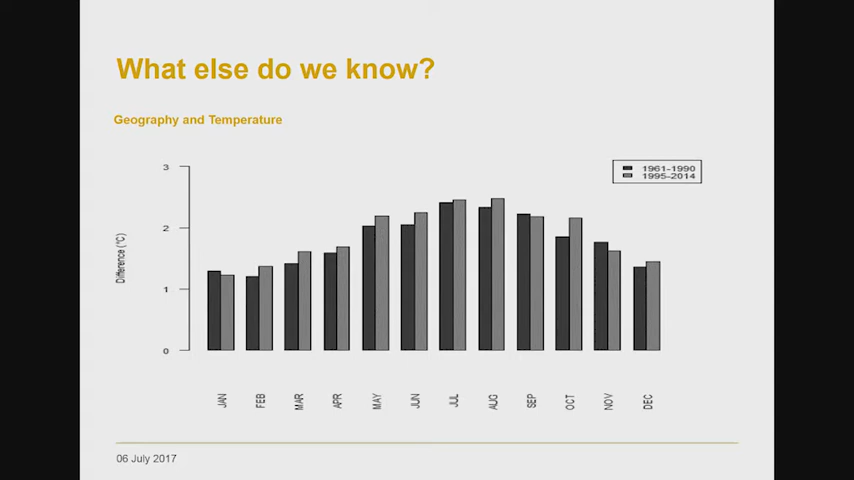 What else do we know?
Geography and Temperature
3
1961-1990
1995-2014
2
Difference (°C)
1
0
JAN FEB MAR APR MAY JUN JUL AUG SEP OCT NOV DEC
06 July 2017